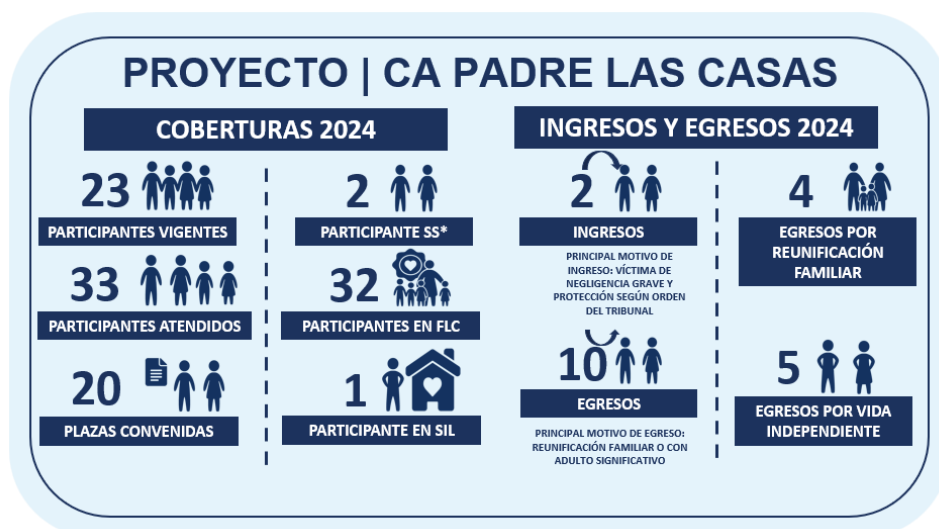 PROYECTO | CA PADRE LAS CASAS
COBERTURAS 2024
23
PARTICIPANTES VIGENTES
33
PARTICIPANTES ATENDIDOS
20
PLAZAS CONVENIDAS
2
PARTICIPANTE SS*
32
PARTICIPANTES EN FLC
1
PARTICIPANTE EN SIL
INGRESOS Y EGRESOS 2024
2
INGRESOS
PRINCIPAL MOTIVO DE
INGRESO: VÍCTIMA DE
NEGLIGENCIA GRAVE Y
PROTECCIÓN SEGÚN ORDEN
DEL TRIBUNAL
10
EGRESOS
PRINCIPAL MOTIVO DE EGRESO:
REUNIFICACIÓN FAMILIAR O CON
ADULTO SIGNIFICATIVO
4
EGRESOS POR
REUNIFICACIÓN
FAMILIAR
5
EGRESOS POR VIDA
INDEPENDIENTE